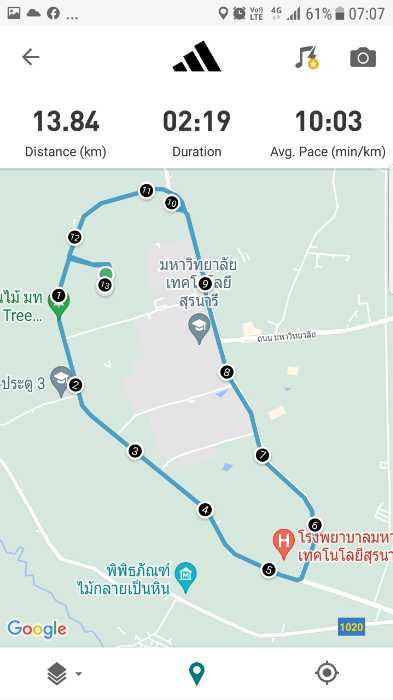 ...
Vo))
LTE
4G
61%
07:07
13.84
02:19
10:03
Distance (km)
Duration
Avg. Pace (min/km)
11
10
12
13
9
มหาวิทยาลัย
เทคโนโลยี
สุรนารี
1
นไม้ มท
Tree...
ถนน มหาวิทยาลัย
8
ประตู 3
2
7
3
4
6
โรงพยาบาลมหา
เทคโนโลยีสุรนา
5
พิพิธภัณฑ์
ไม้กลายเป็นหิน
Google
1020